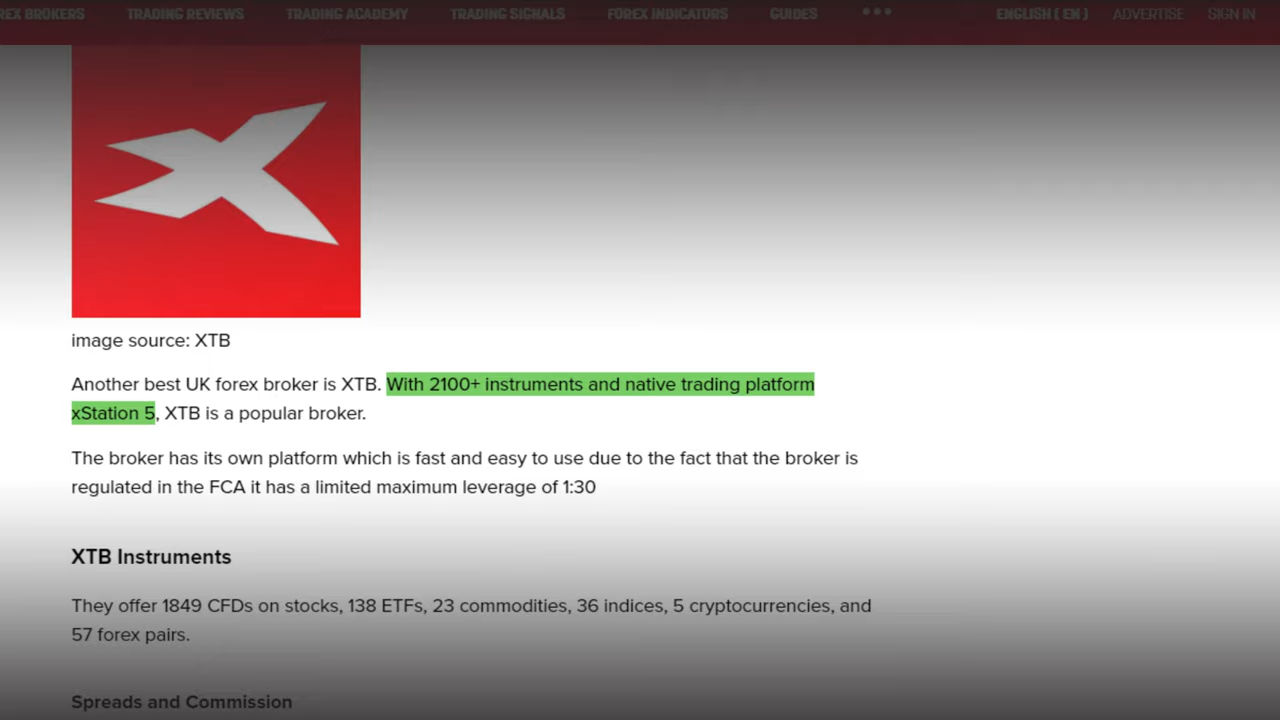 REX BROKERS TRADING REVIEWS TRADING ACADEMY TRADING SIGNALS FOREX INDICATORS GUIDES ••• ENGLISH ( EN ) ADVERTISE SIGN IN
image source: XTB
Another best UK forex broker is XTB. With 2100+ instruments and native trading platform
xStation 5, XTB is a popular broker.
The broker has its own platform which is fast and easy to use due to the fact that the broker is
regulated in the FCA it has a limited maximum leverage of 1:30
XTB Instruments
They offer 1849 CFDs on stocks, 138 ETFs, 23 commodities, 36 indices, 5 cryptocurrencies, and
57 forex pairs.
Spreads and Commission